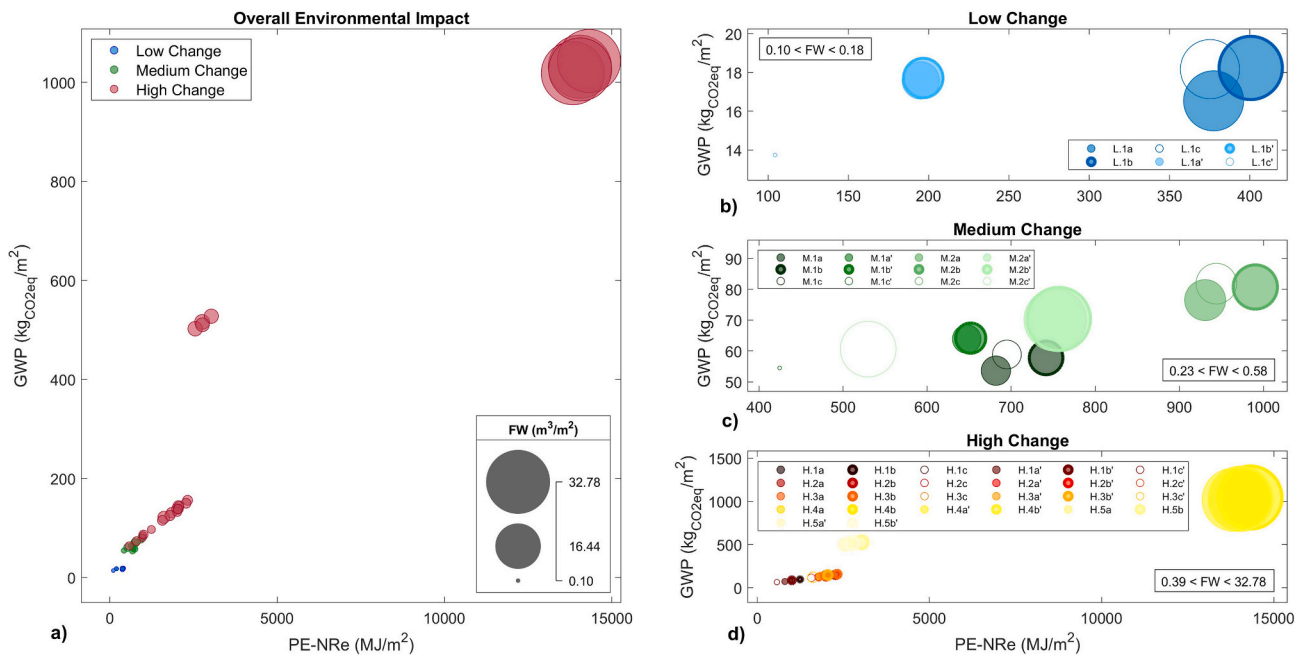 Overall Environmental Impact
Low Change
Medium Change
High Change
1000
800
600
400
200
0
GWP (kg_CO2eq/m²)
FW (m³/m²)
32.78
16.44
0.10
0
5000
10000
15000
PE-NRe (MJ/m²)
a)
Low Change
20
18
16
14
GWP (kg_CO2eq/m²)
0.10 < FW < 0.18
L.1a L.1c L.1b'
L.1b L.1a' L.1c'
100 150 200 250 300 350 400
b)
Medium Change
90
80
70
60
50
GWP (kg_CO2eq/m²)
M.1a M.1a' M.2a M.2a'
M.1b M.1b' M.2b M.2b'
M.1c M.1c' M.2c M.2c'
0.23 < FW < 0.58
400 500 600 700 800 900 1000
c)
High Change
1500
1000
500
0
GWP (kg_CO2eq/m²)
H.1a H.1b H.1c H.1a' H.1b' H.1c'
H.2a H.2b H.2c H.2a' H.2b' H.2c'
H.3a H.3b H.3c H.3a' H.3b' H.3c'
H.4a H.4b H.4a' H.4b' H.5a H.5b
H.5a' H.5b'
0.39 < FW < 32.78
0 5000 10000 15000
d)
PE-NRe (MJ/m²)